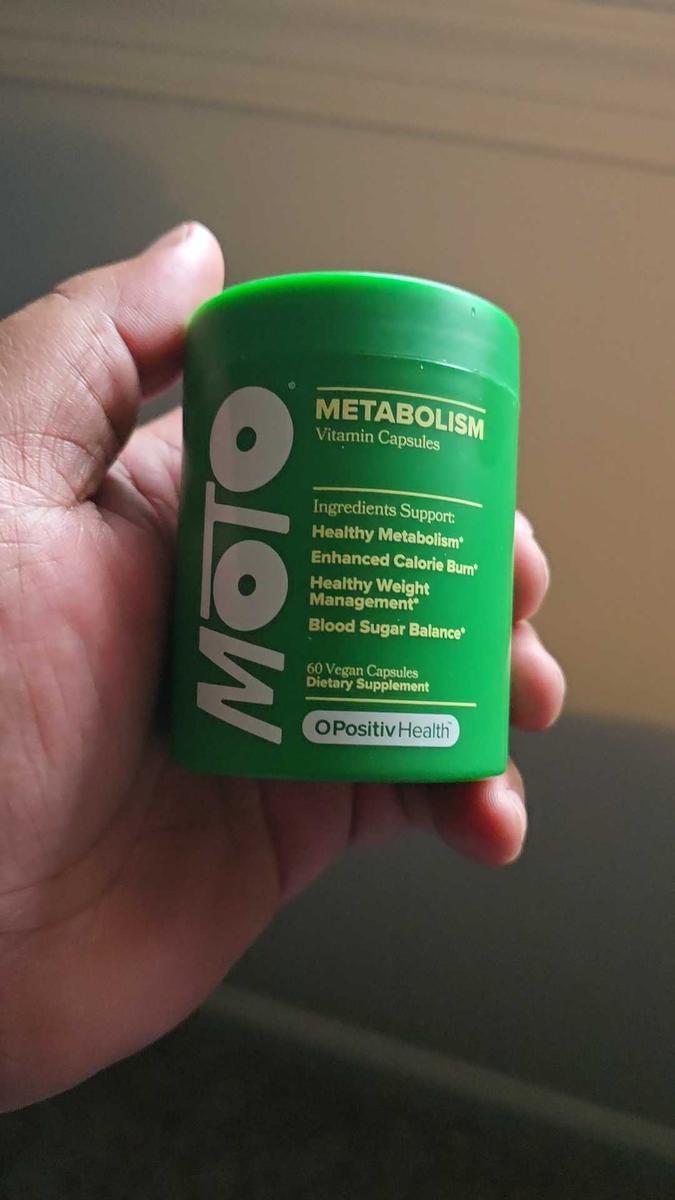 MOTO®
METABOLISM
Vitamin Capsules
Ingredients Support:
Healthy Metabolism*
Enhanced Calorie Burn*
Healthy Weight
Management*
Blood Sugar Balance*
60 Vegan Capsules
Dietary Supplement
OPositivHealth™